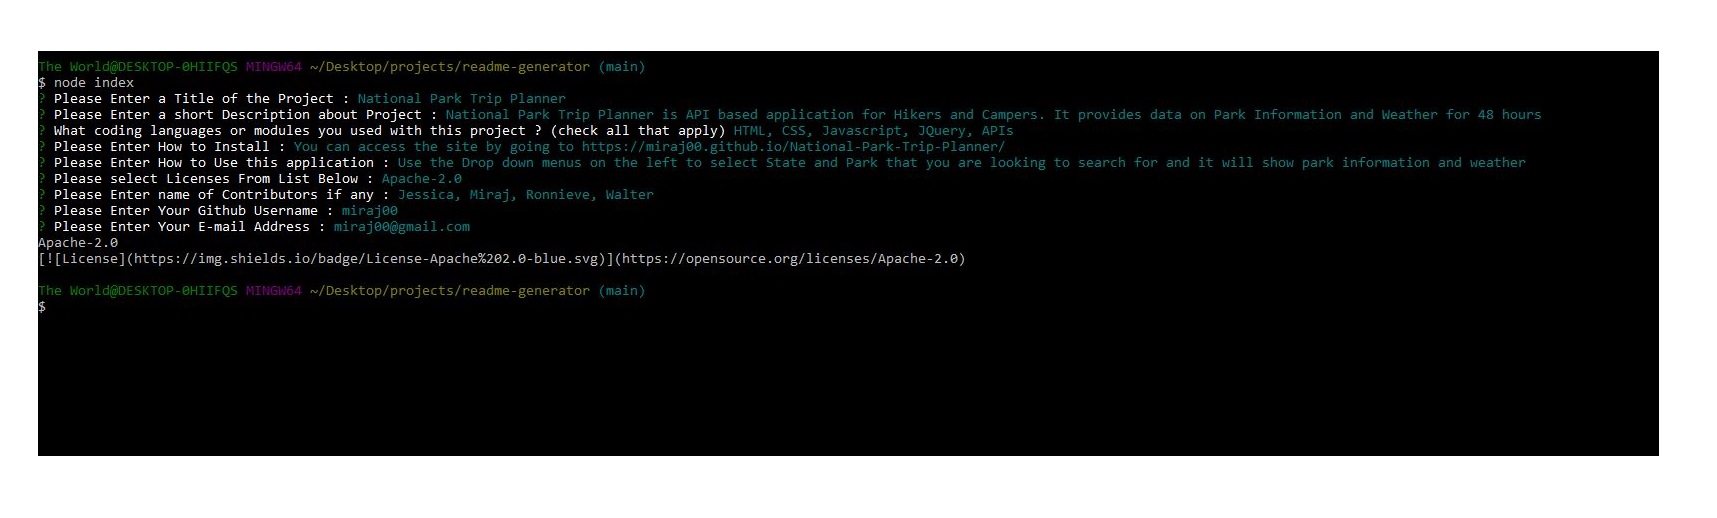 The World@DESKTOP-0HIIFQS MINGW64 ~/Desktop/projects/readme-generator (main)
$ node index
? Please Enter a Title of the Project : National Park Trip Planner
? Please Enter a short Description about Project : National Park Trip Planner is API based application for Hikers and Campers. It provides data on Park Information and Weather for 48 hours
? What coding languages or modules you used with this project ? (check all that apply) HTML, CSS, Javascript, JQuery, APIs
? Please Enter How to Install : You can access the site by going to https://miraj00.github.io/National-Park-Trip-Planner/
? Please Enter How to Use this application : Use the Drop down menus on the left to select State and Park that you are looking to search for and it will show park information and weather
? Please select Licenses From List Below : Apache-2.0
? Please Enter name of Contributors if any : Jessica, Miraj, Ronnieve, Walter
? Please Enter Your Github Username : miraj00
? Please Enter Your E-mail Address : miraj00@gmail.com
Apache-2.0
[![License](https://img.shields.io/badge/License-Apache%202.0-blue.svg)](https://opensource.org/licenses/Apache-2.0)
The World@DESKTOP-0HIIFQS MINGW64 ~/Desktop/projects/readme-generator (main)
$